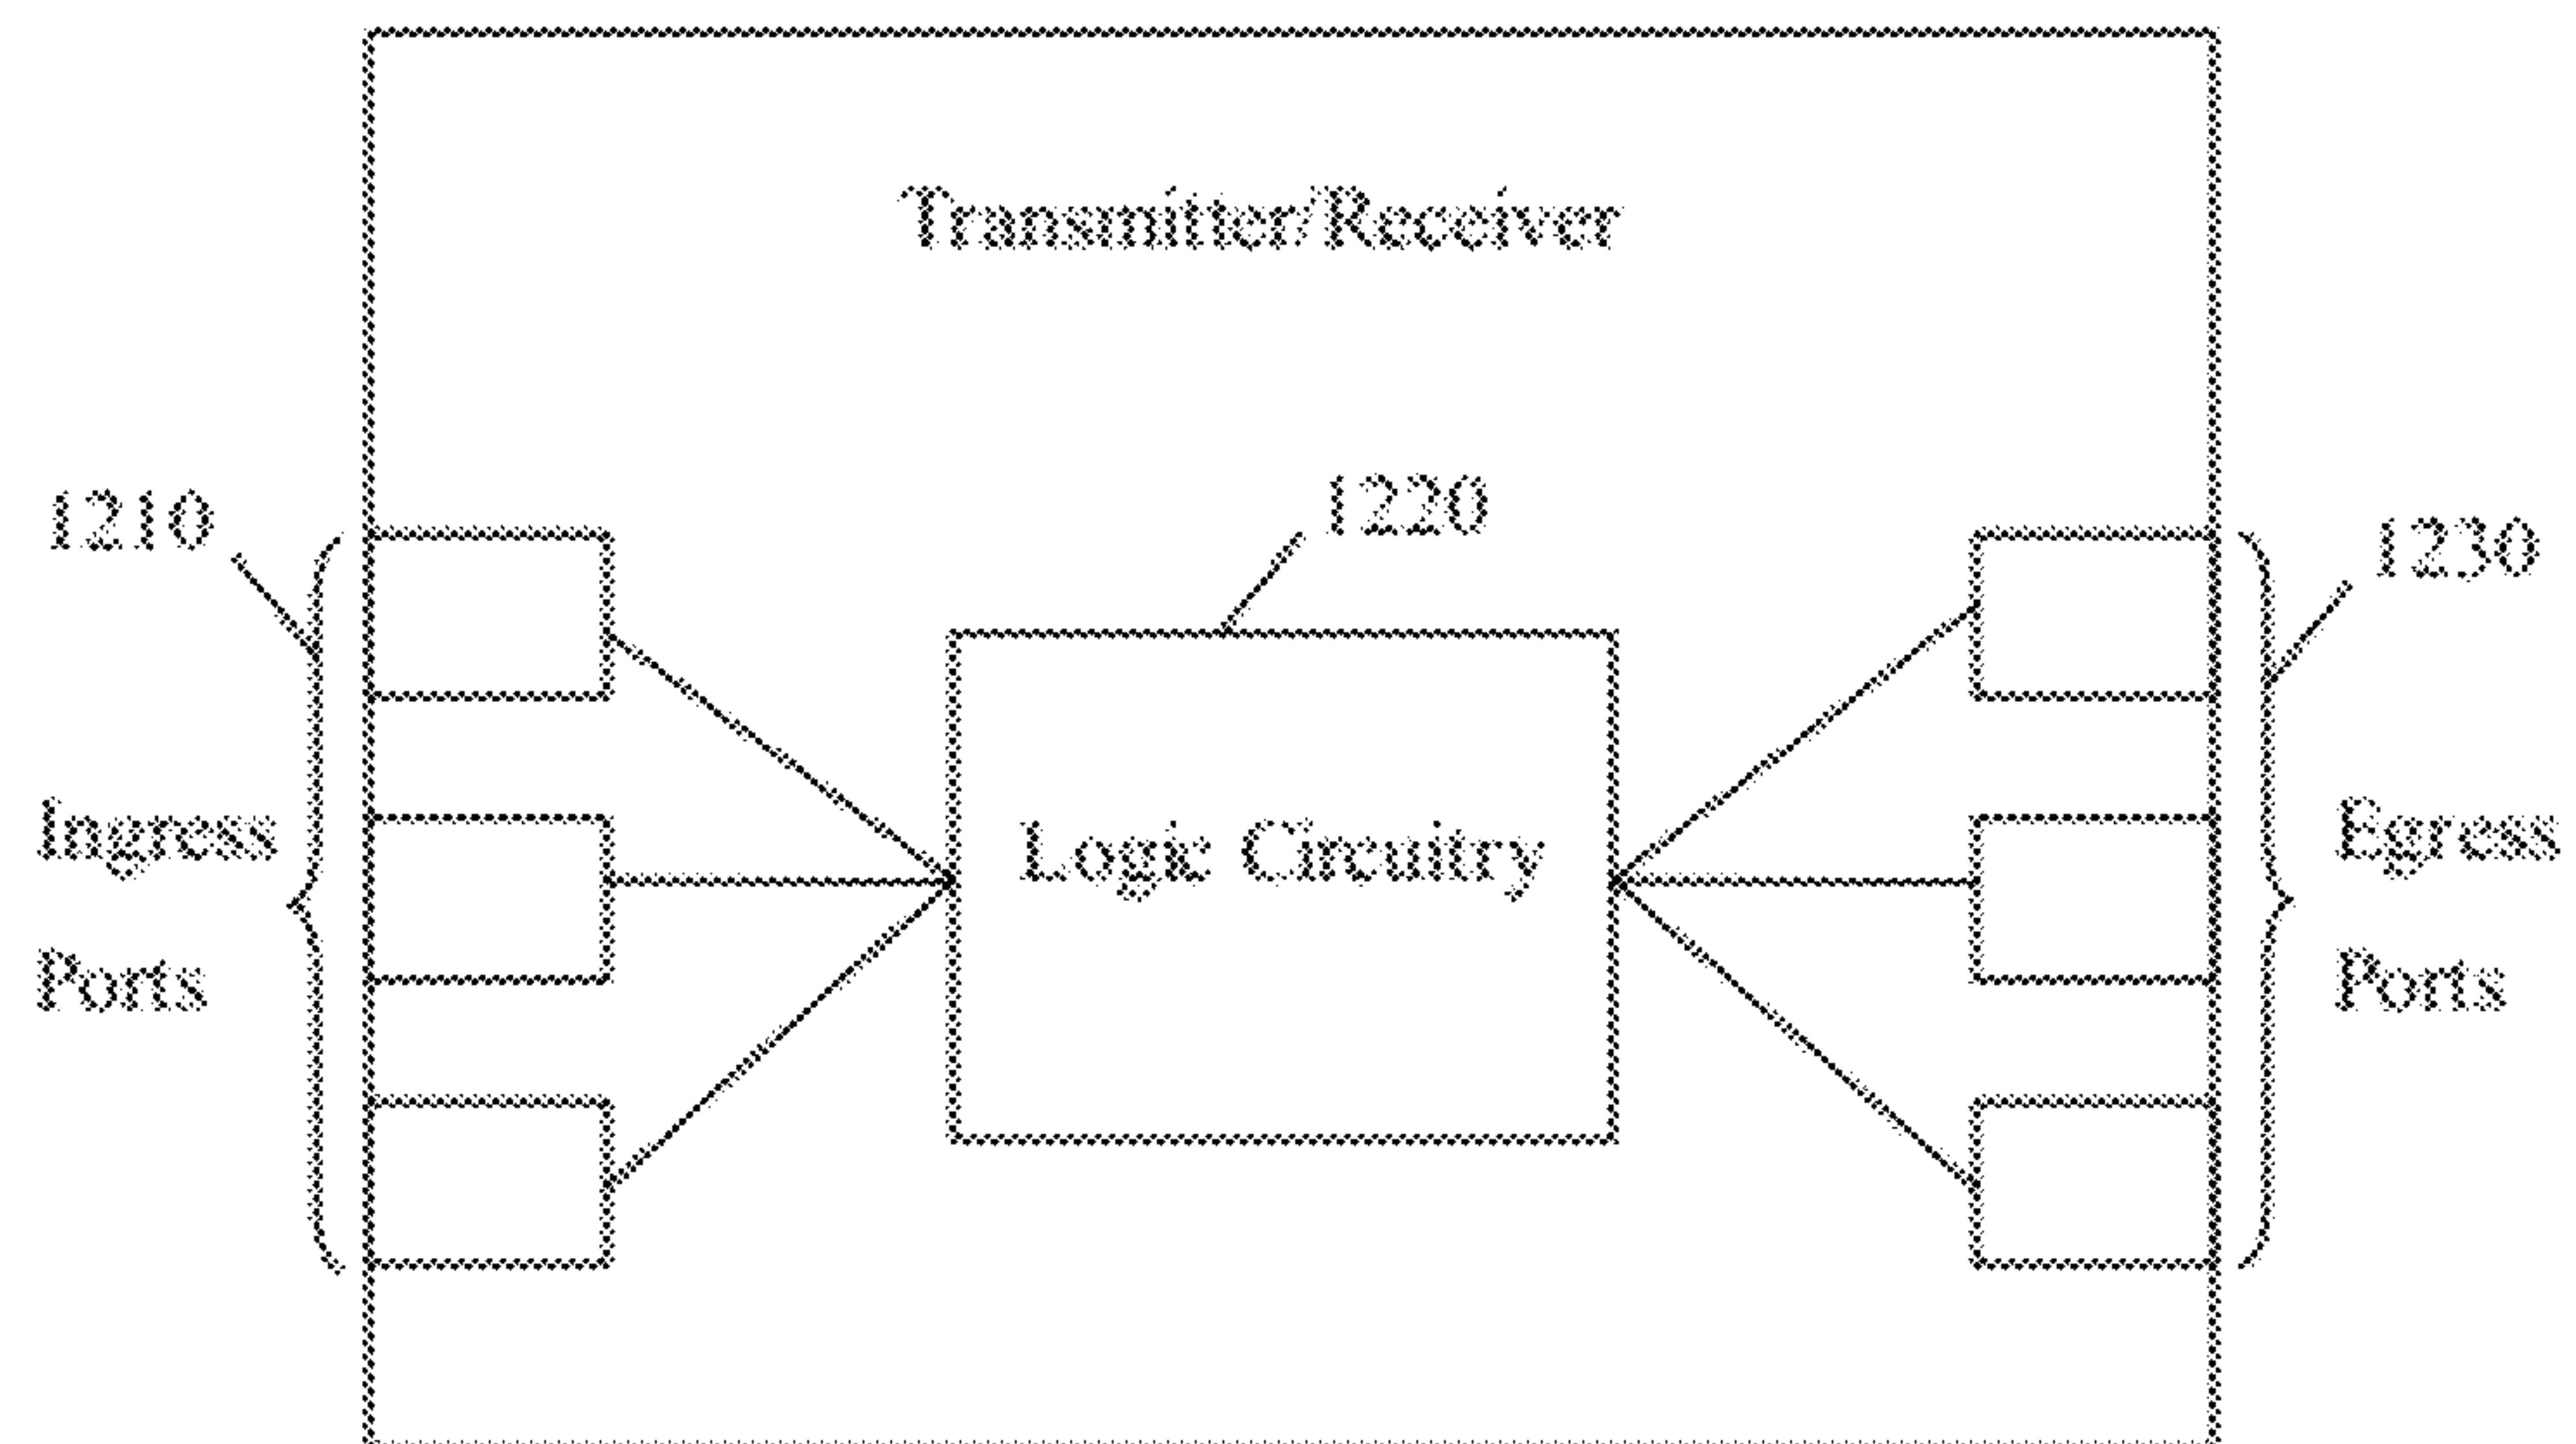 Transmitter/Receiver
1210
1220
1230
Ingress
Ports
Logic Circuitry
Egress
Ports